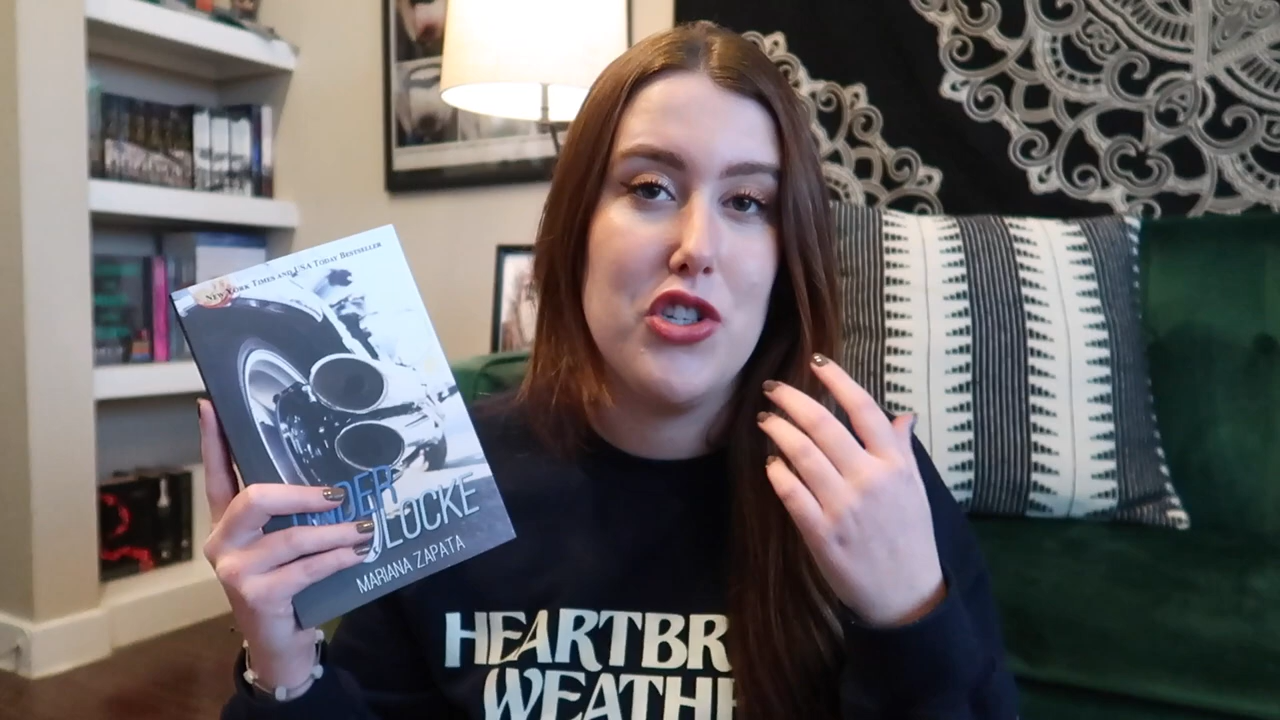 NEW YORK TIMES AND USA TODAY BESTSELLER
UNDER
LOCKE
MARIANA ZAPATA
HEARTBR
WEATH